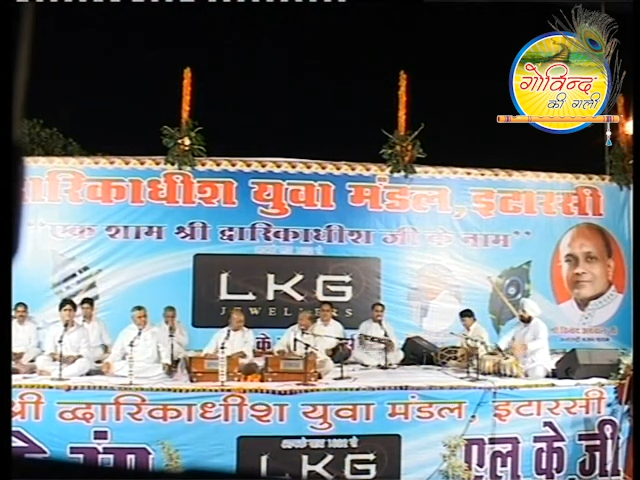 गोविन्द
की गली
द्वारिकाधीश युवा मंडल, इटारसी
"एक शाम श्री द्वारिकाधीश जी के नाम"
LKG
JEWELLERS
श्री द्वारिकाधीश युवा मंडल, इटारसी
LKG
एल के जी